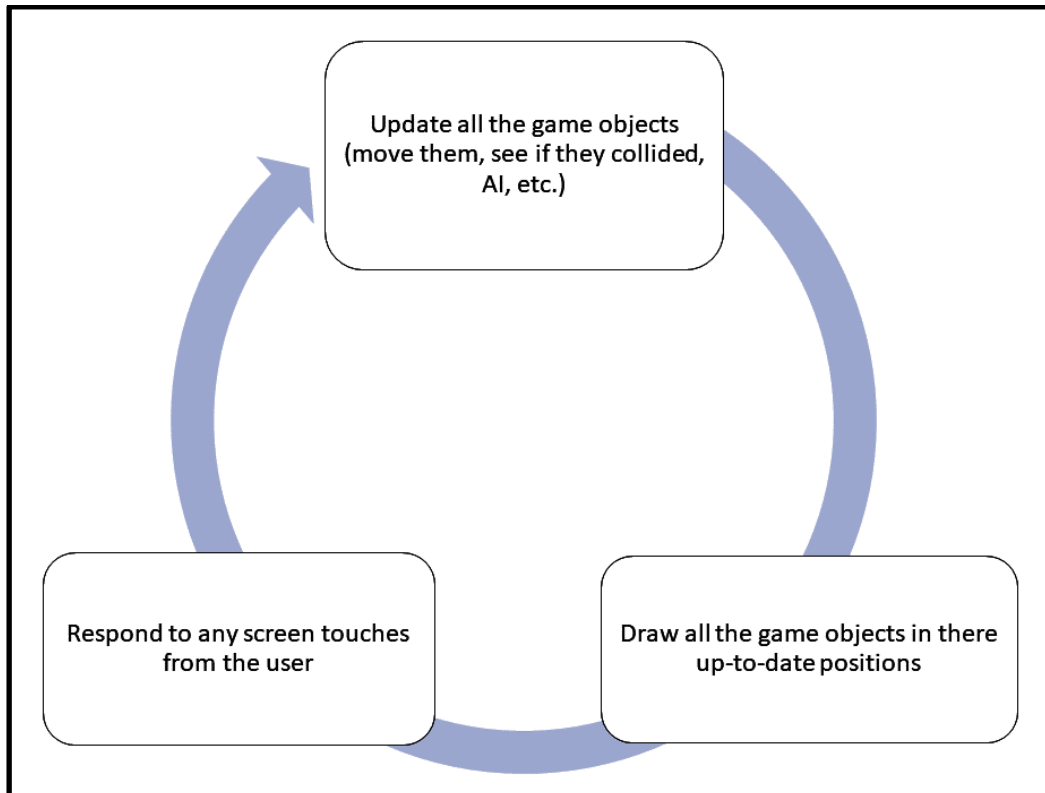 Update all the game objects
(move them, see if they collided,
AI, etc.)
Draw all the game objects in there
up-to-date positions
Respond to any screen touches
from the user